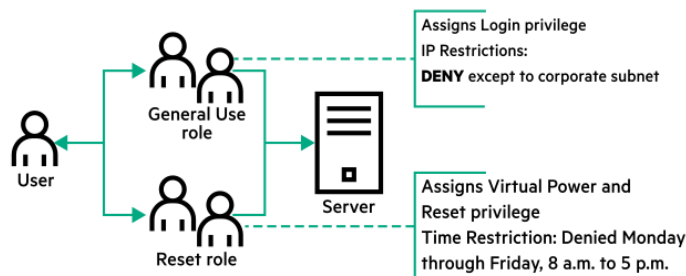 Assigns Login privilege
IP Restrictions:
DENY except to corporate subnet
General Use
role
User
Server
Assigns Virtual Power and
Reset privilege
Time Restriction: Denied Monday
through Friday, 8 a.m. to 5 p.m.
Reset role